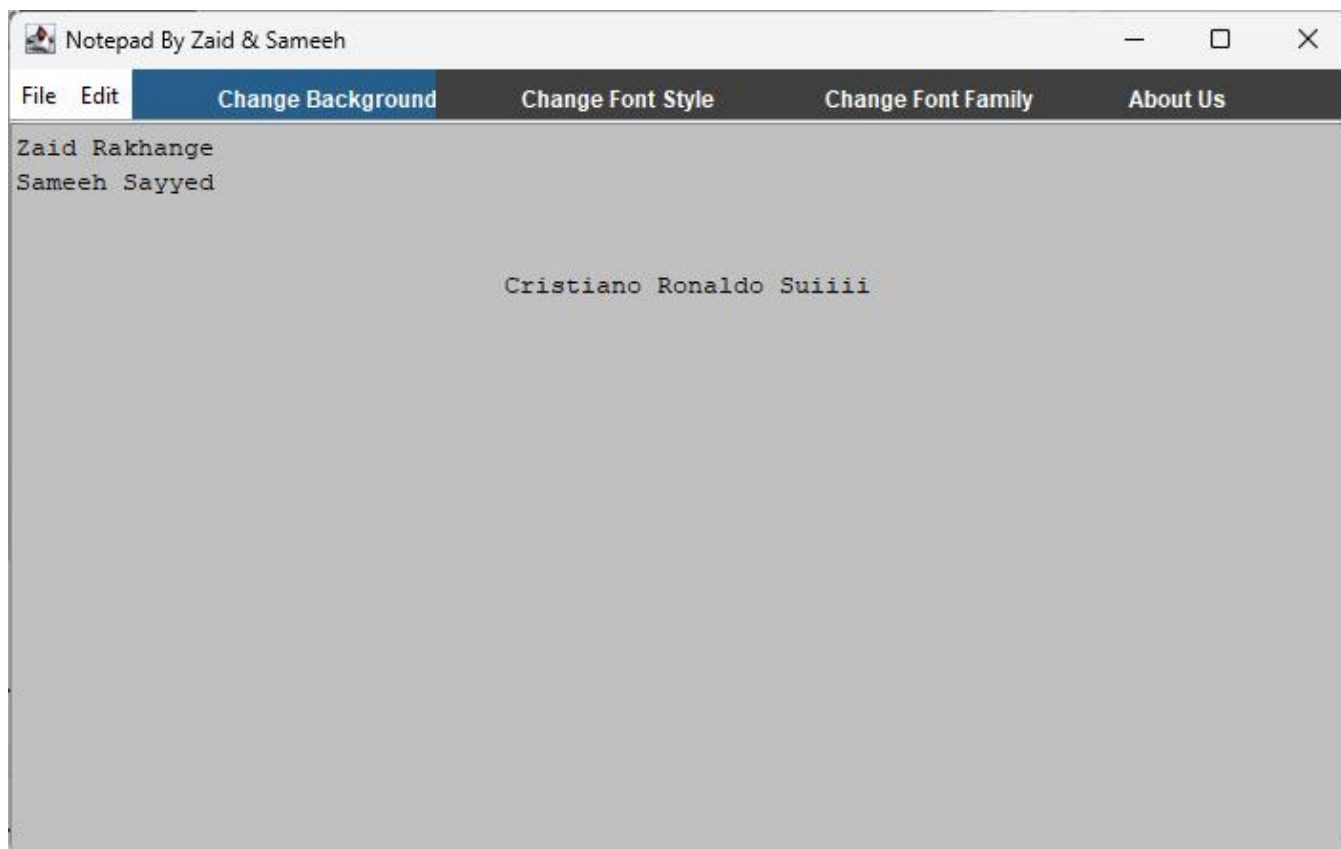 Notepad By Zaid & Sameeh
File Edit Change Background Change Font Style Change Font Family About Us
Zaid Rakhange
Sameeh Sayyed
Cristiano Ronaldo Suiiii